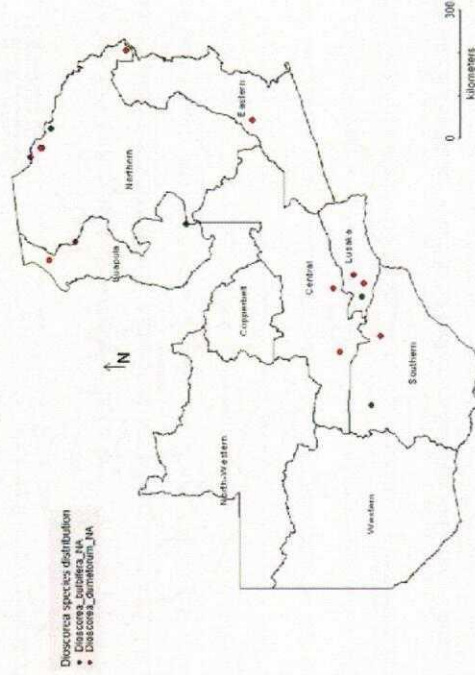 Dioscorea species distribution
Dioscorea_bulbifera_NA
Dioscorea_dumetorum_NA
N
Northern
Luapula
Eastern
Copperbelt
North-Western
Central
Lusaka
Southern
Western
0 300
kilometers